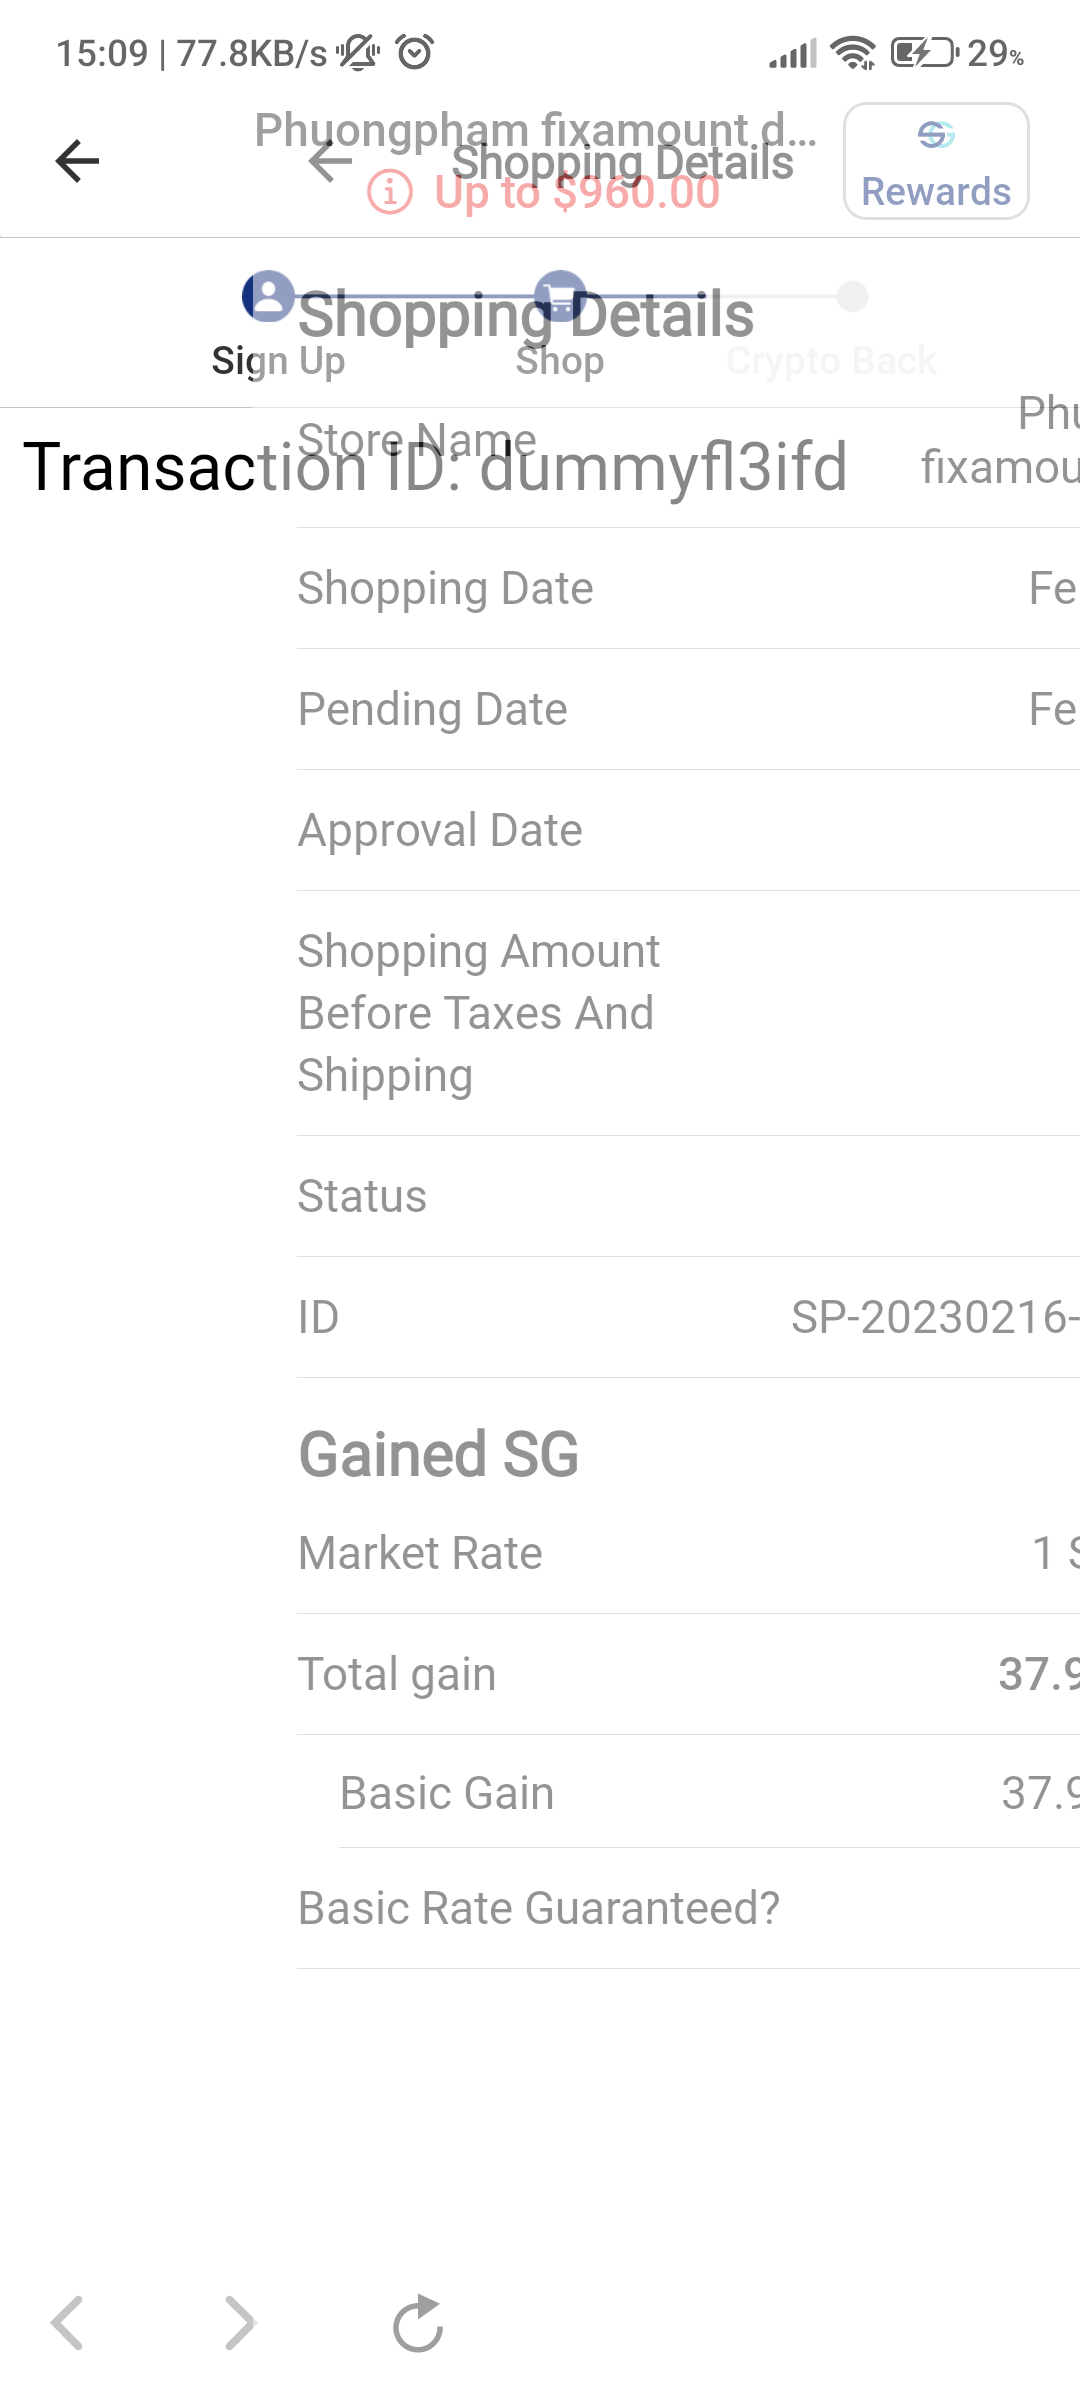 15:09 | 77.8KB/s
29%
Phuongpham fixamount d...
Shopping Details
Up to $960.00
Rewards
Shopping Details
Sign Up
Shop
Crypto Back
Store Name
Phu
fixamou
Transaction ID: dummyfl3ifd
Shopping Date
Fe
Pending Date
Fe
Approval Date
Shopping Amount
Before Taxes And
Shipping
Status
ID
SP-20230216-
Gained SG
Market Rate
1 S
Total gain
37.9
Basic Gain
37.9
Basic Rate Guaranteed?